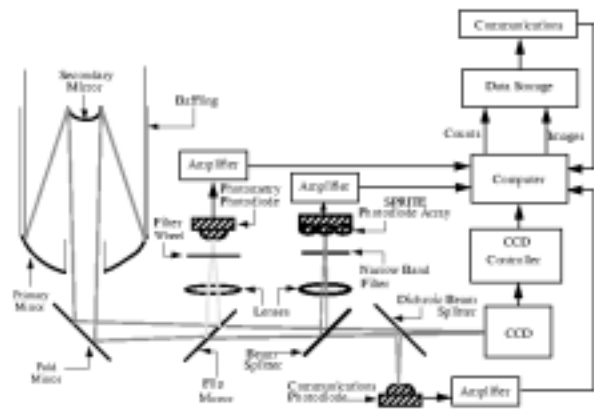 Communications
Secondary
Mirror
Baffling
Data Storage
Counts
Images
Amplifier
Amplifier
Computer
Photometry
Photodiode
SPRITE
Photodiode Array
Filter
Wheel
CCD
Controller
Narrow Band
Filter
Primary
Mirror
Lenses
Dichroic Beam
Splitter
CCD
Fold
Mirror
Flip
Mirror
Beam
Splitter
Communications
Photodiode
Amplifier